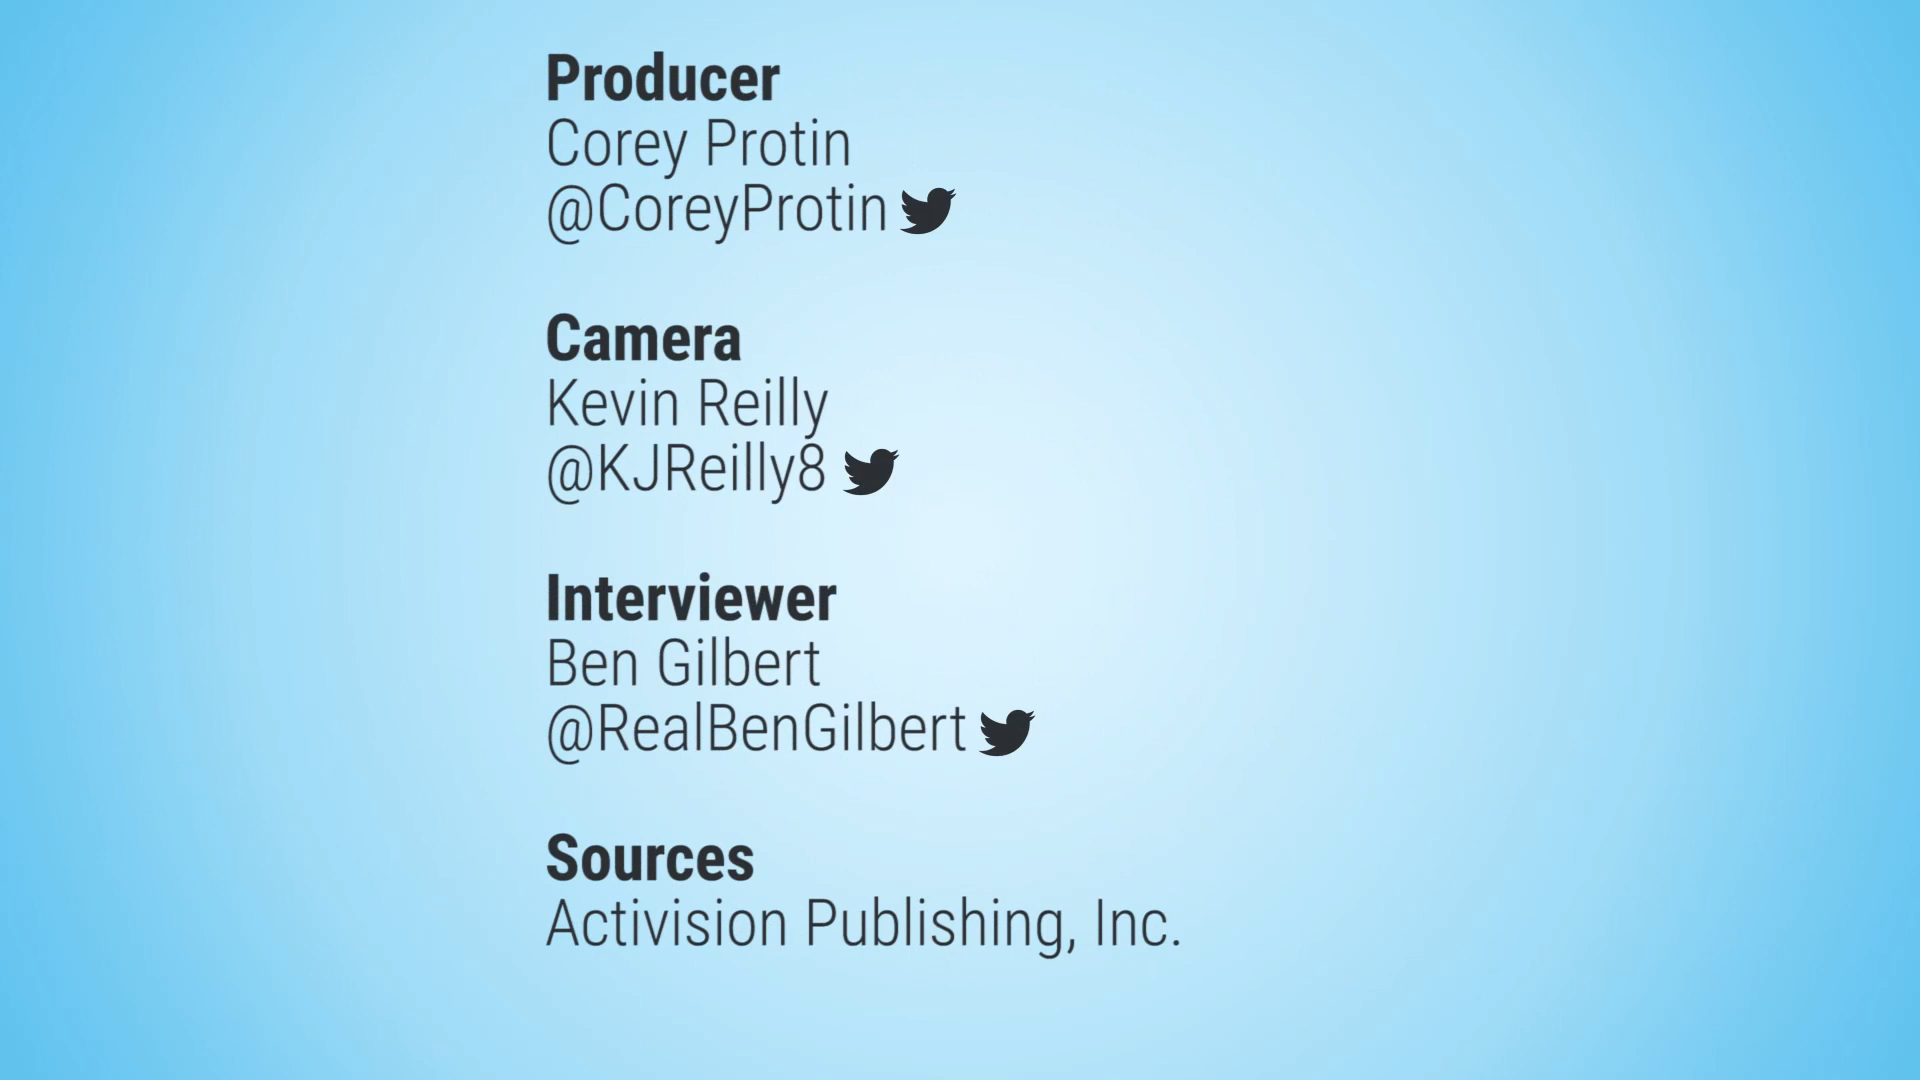 Producer
Corey Protin
@CoreyProtin
Camera
Kevin Reilly
@KJReilly8
Interviewer
Ben Gilbert
@RealBenGilbert
Sources
Activision Publishing, Inc.